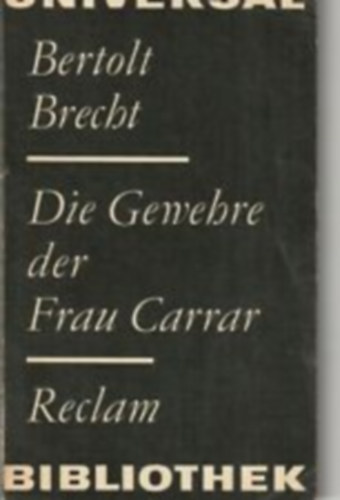 UNIVERSAL
Bertolt
Brecht
Die Gewehre
der
Frau Carrar
Reclam
BIBLIOTHEK